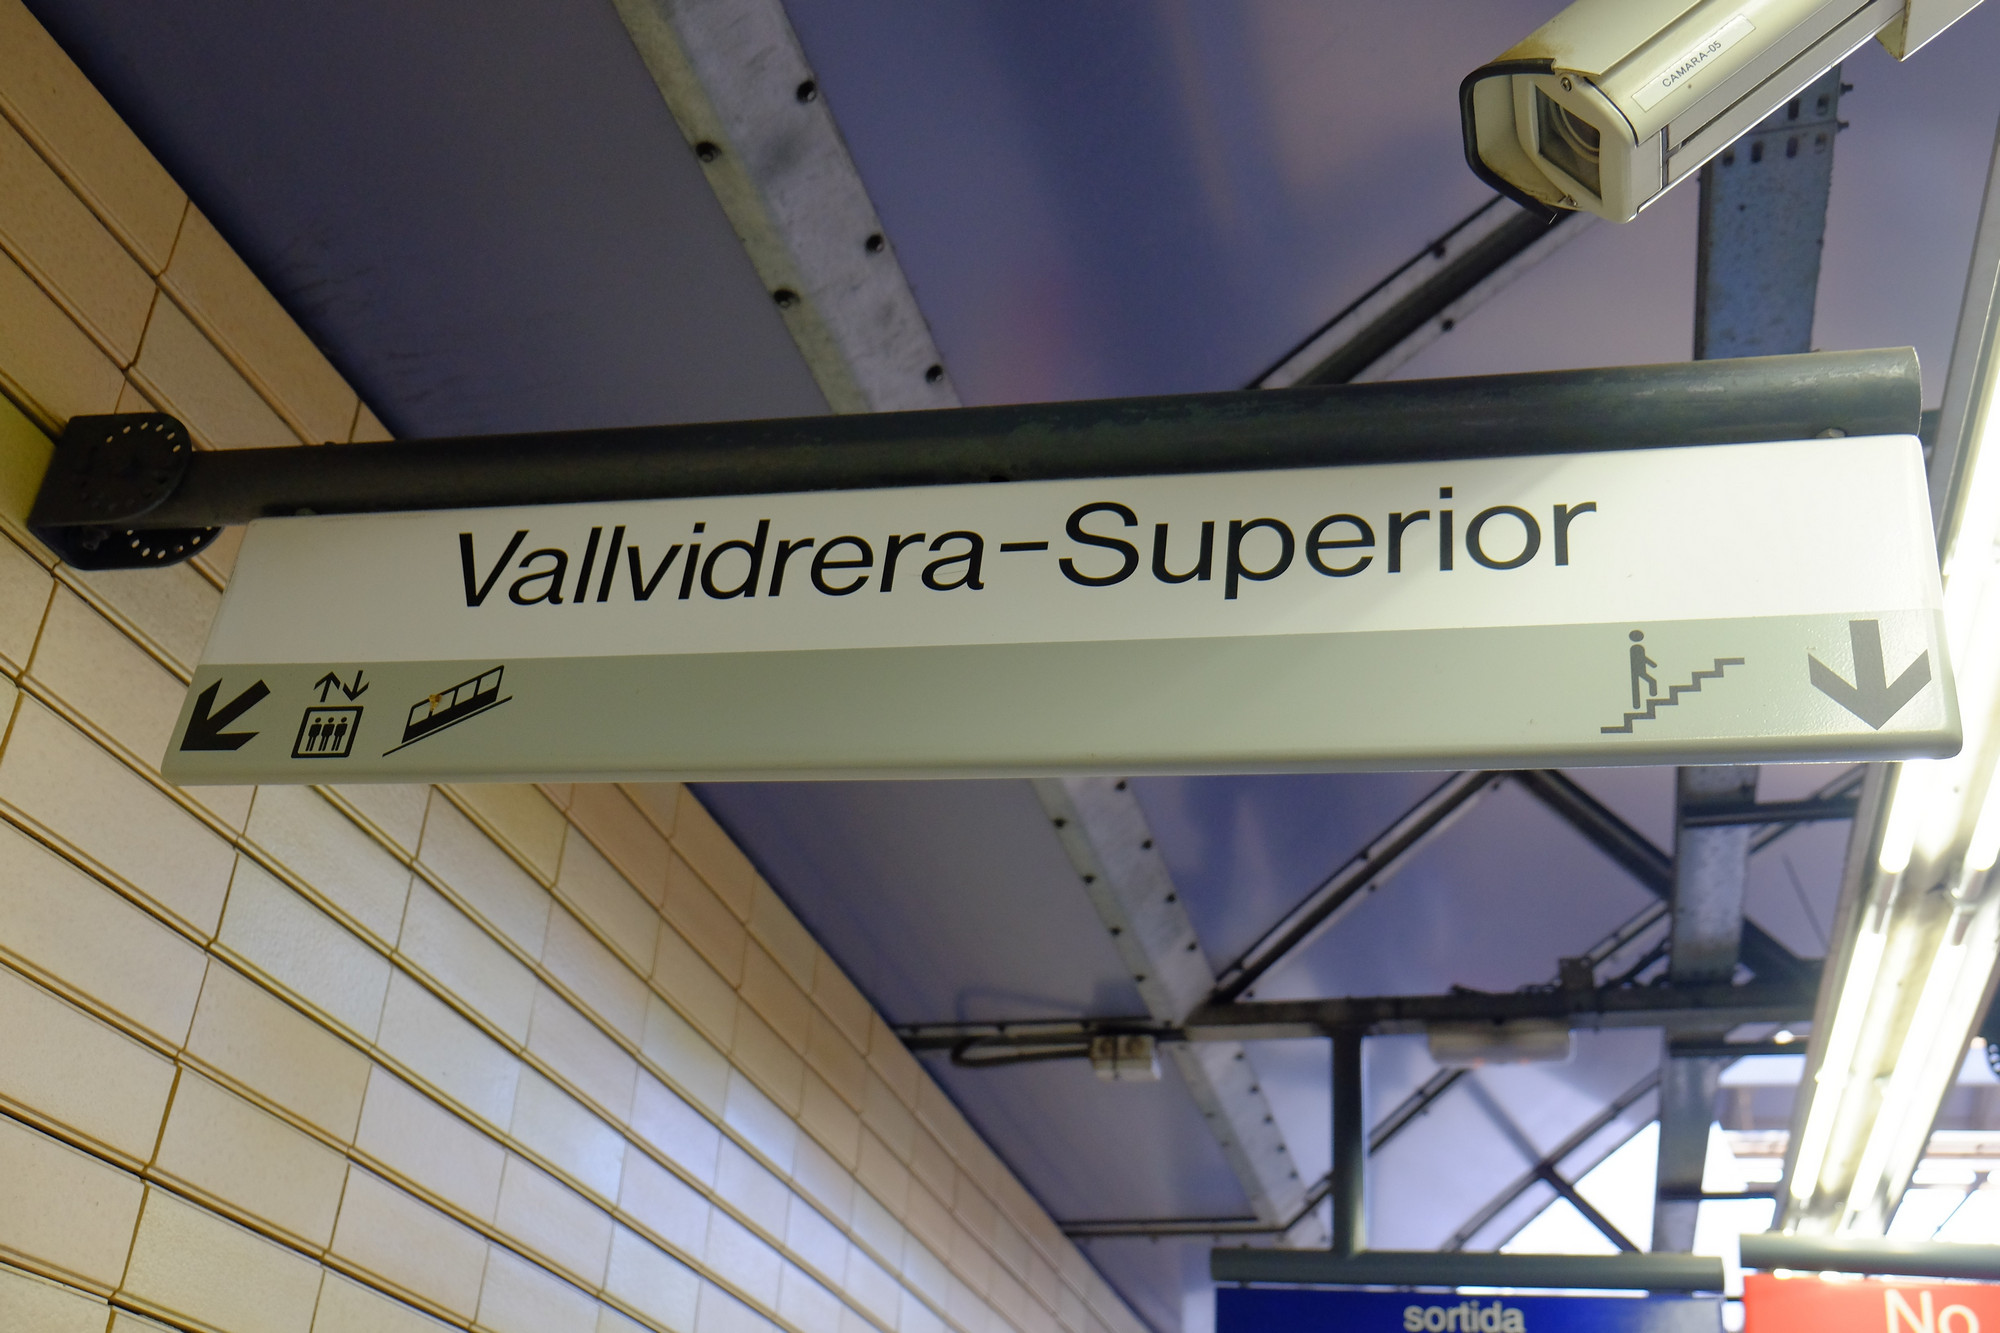 CAMARA-05
Vallvidrera-Superior
sortida
No